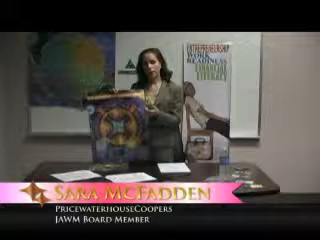 ENTREPRENEURSHIP
WORK
READINESS
FINANCIAL
LITERACY
SARA MCFADDEN
PRICEWATERHOUSECOOPERS
JAWM BOARD MEMBER